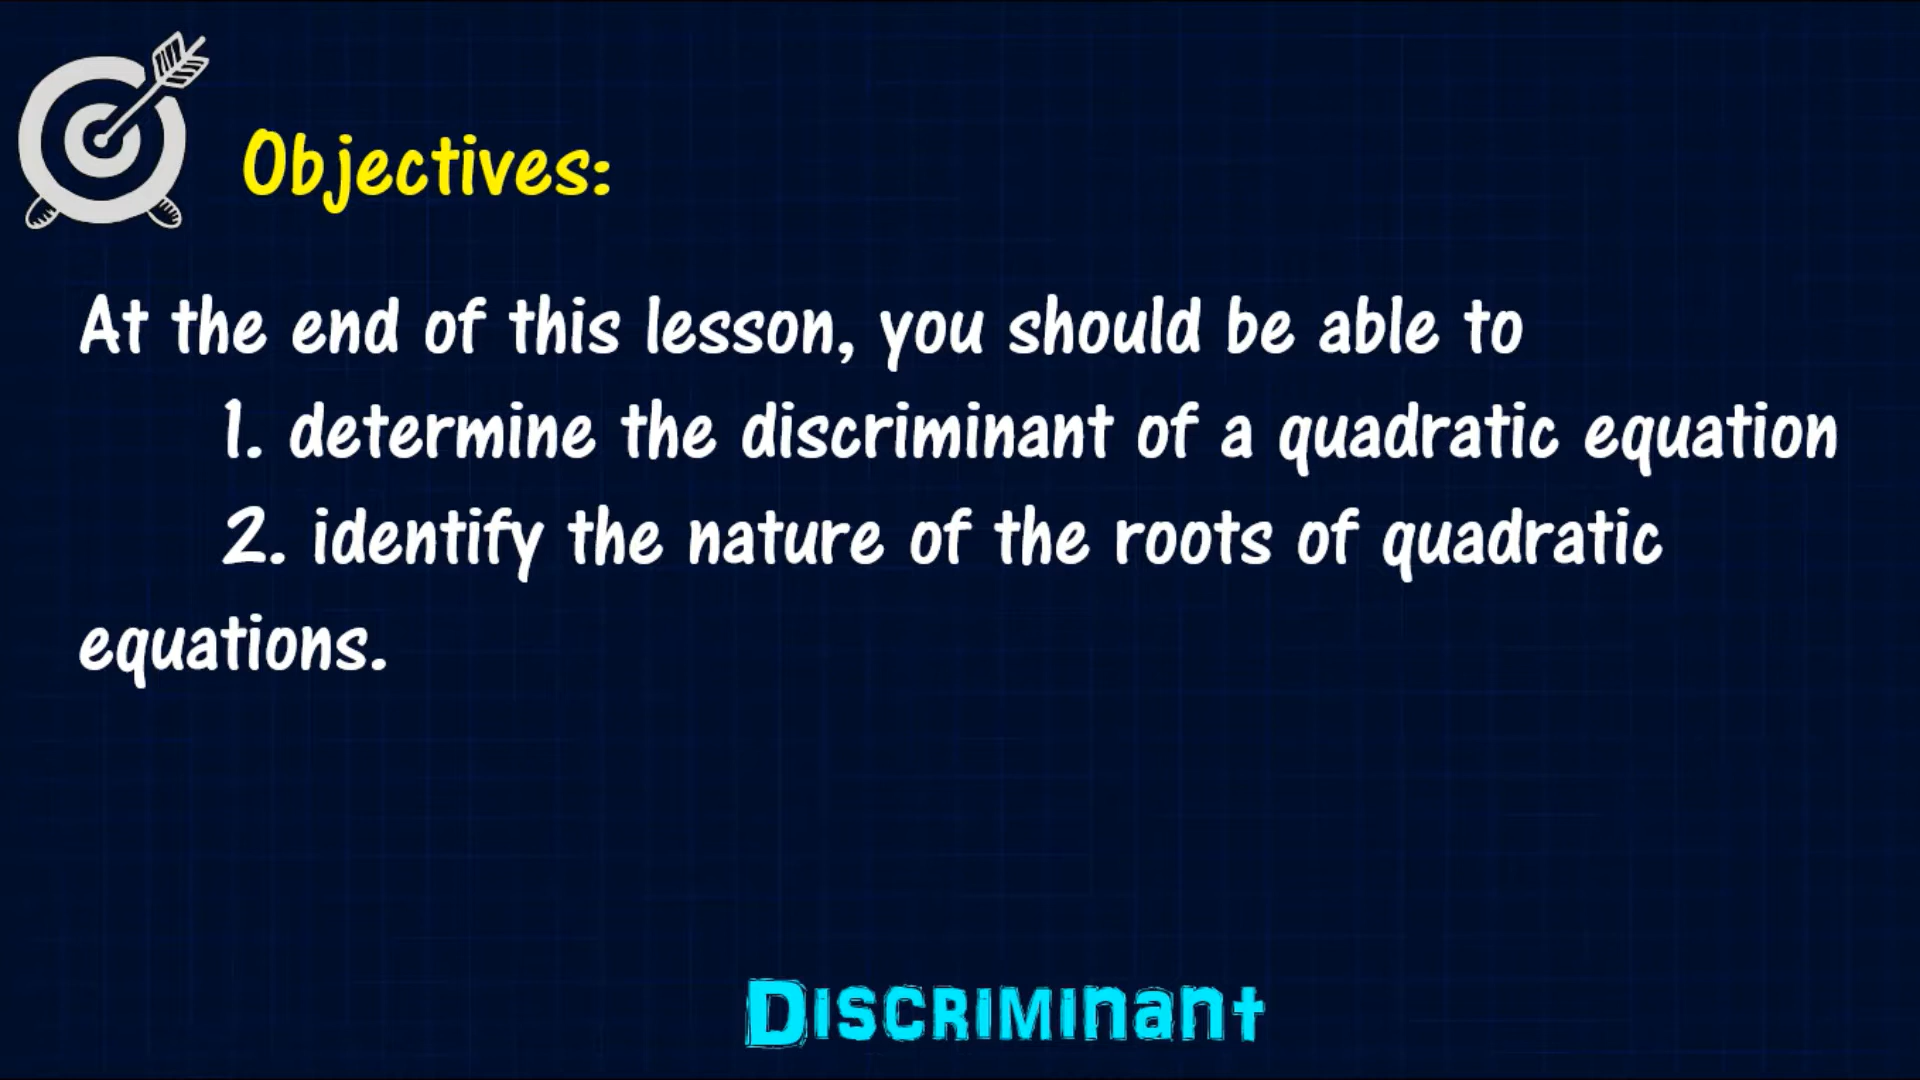 Objectives:
At the end of this lesson, you should be able to
1. determine the discriminant of a quadratic equation
2. identify the nature of the roots of quadratic
equations.
Discriminant